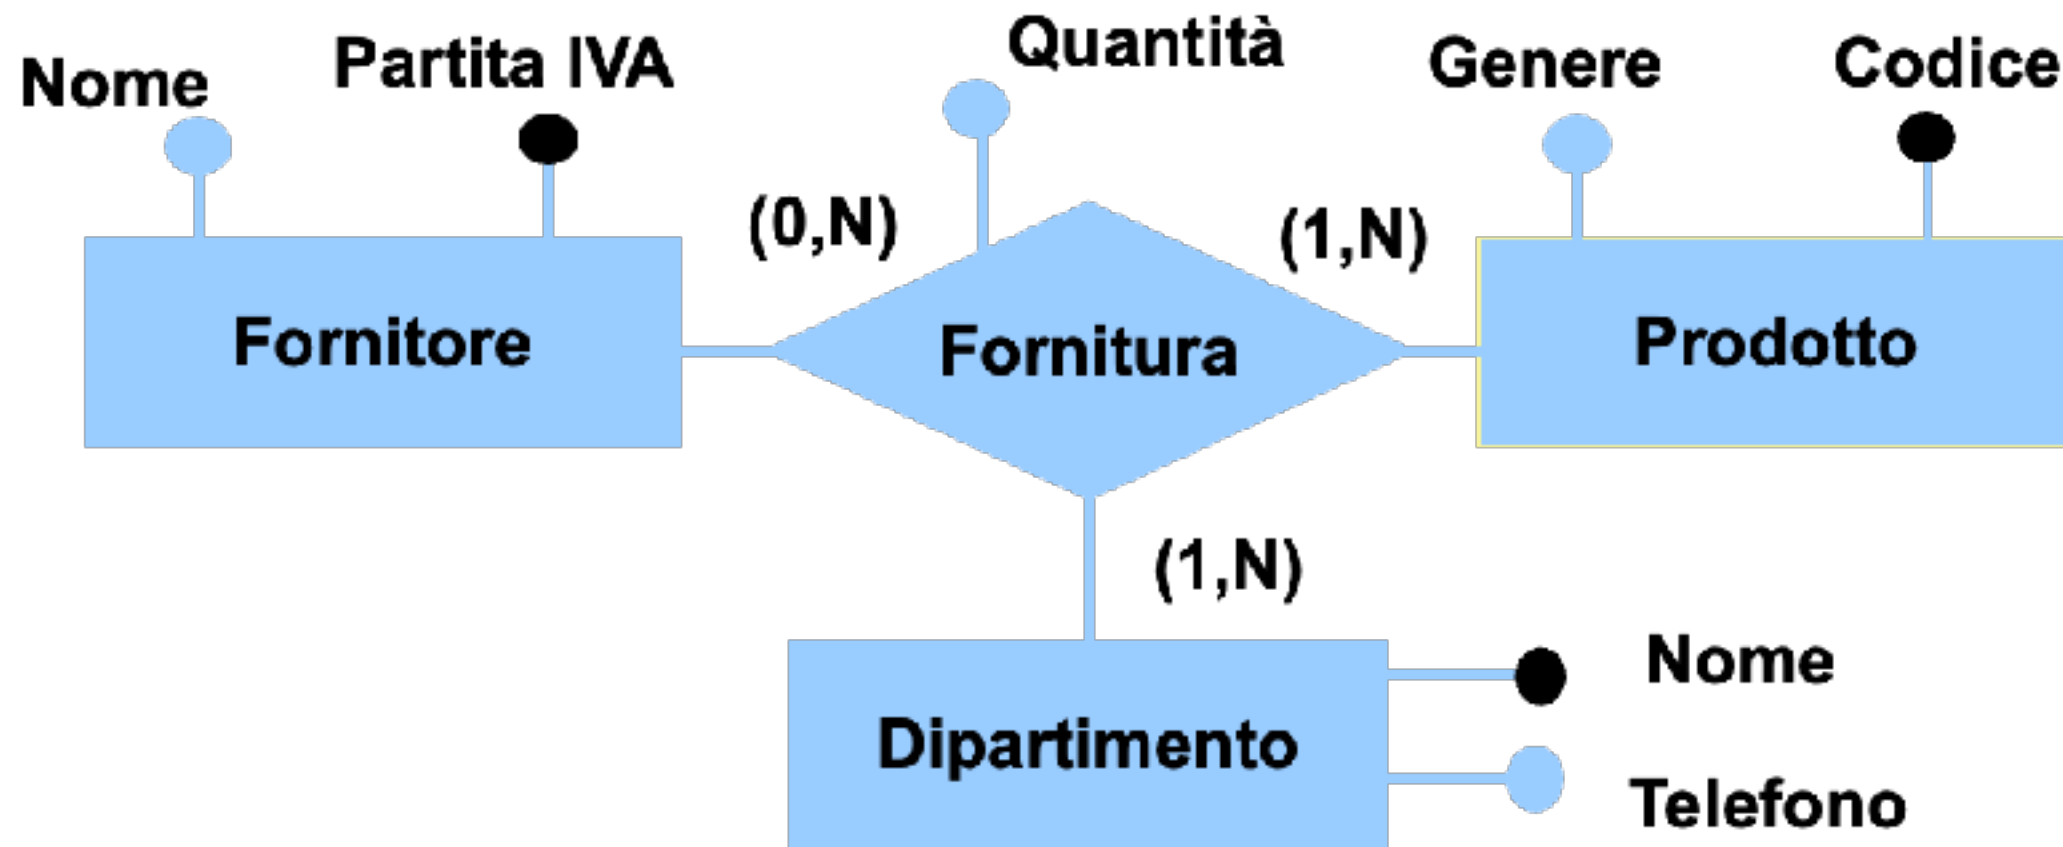 Nome
Partita IVA
Quantità
Genere
Codice
(0,N)
(1,N)
Fornitore
Fornitura
Prodotto
(1,N)
Dipartimento
Nome
Telefono